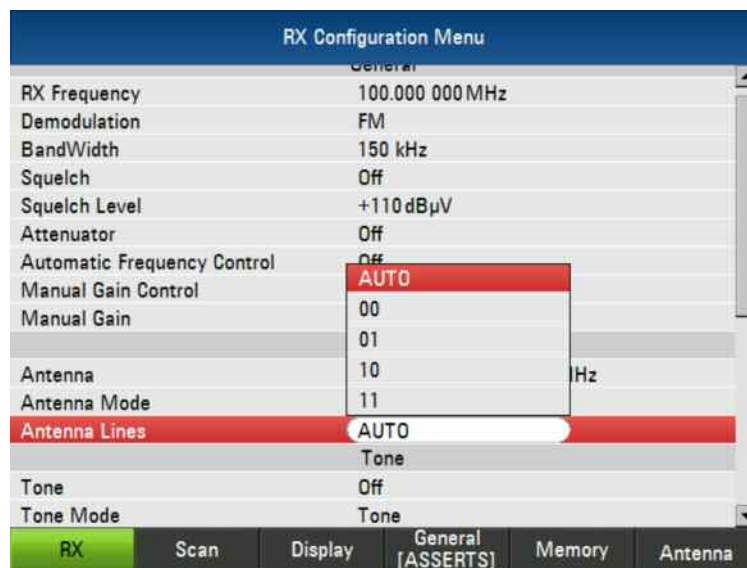 RX Configuration Menu
General
RX Frequency 100.000 000 MHz
Demodulation FM
BandWidth 150 kHz
Squelch Off
Squelch Level +110 dBµV
Attenuator Off
Automatic Frequency Control Off
Manual Gain Control
Manual Gain
AUTO
00
01
10
11
Antenna
Antenna Mode
Antenna Lines AUTO
Tone
Tone Off
Tone Mode Tone
RX Scan Display General [ASSERTS] Memory Antenna